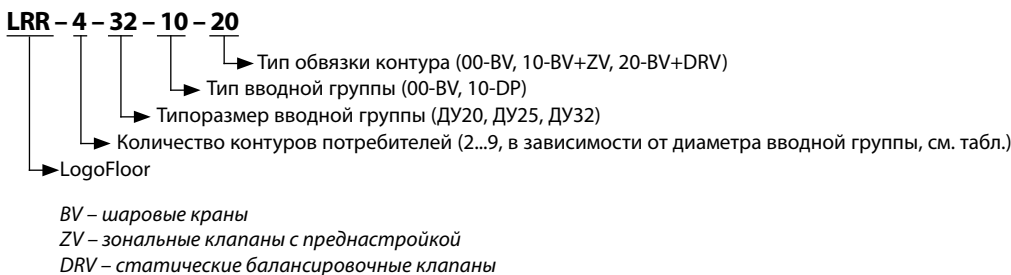 LRR – 4 – 32 – 10 – 20
Тип обвязки контура (00-BV, 10-BV+ZV, 20-BV+DRV)
Тип вводной группы (00-BV, 10-DP)
Типоразмер вводной группы (ДУ20, ДУ25, ДУ32)
Количество контуров потребителей (2...9, в зависимости от диаметра вводной группы, см. табл.)
LogoFloor
BV – шаровые краны
ZV – зональные клапаны с преднастройкой
DRV – статические балансировочные клапаны